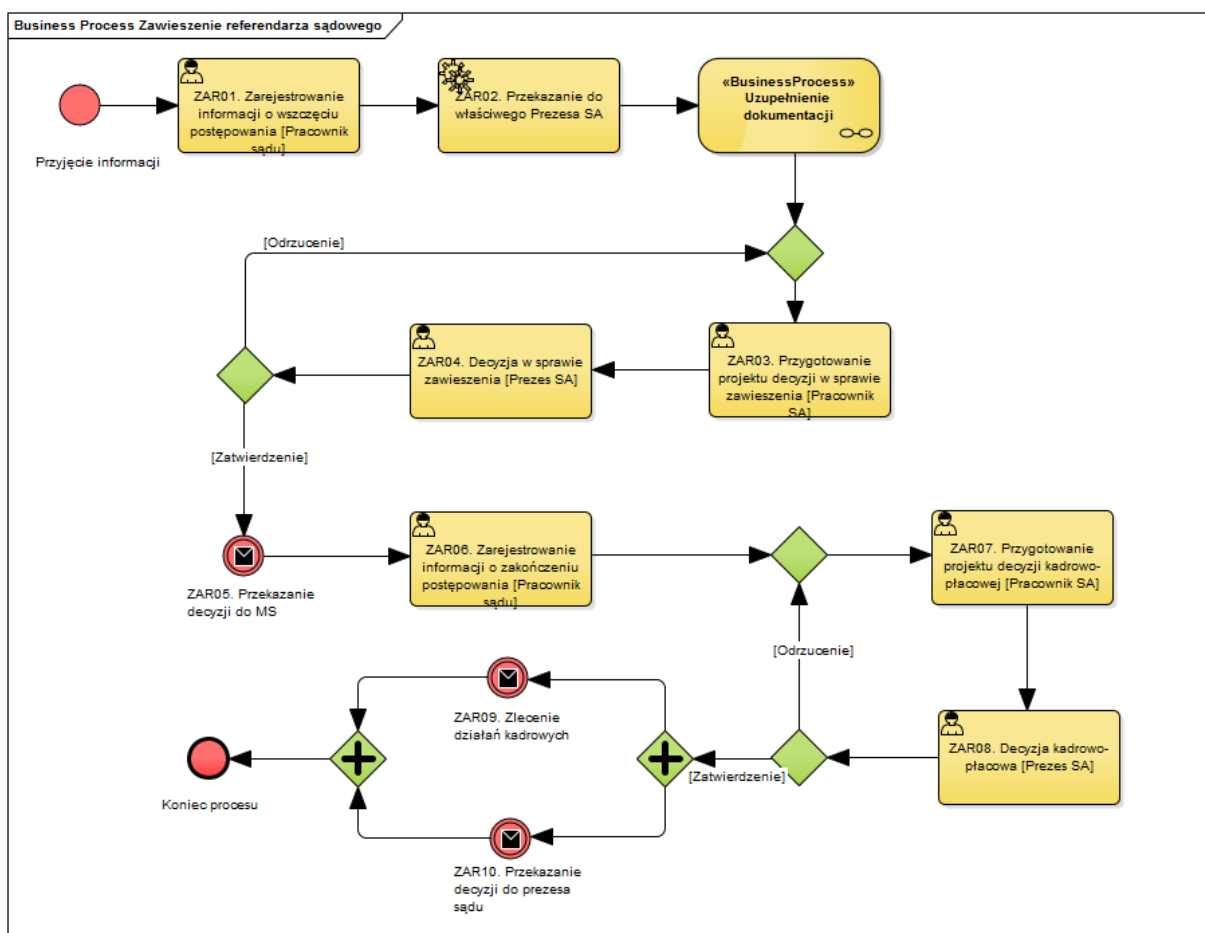 Business Process Zawieszenie referendarza sądowego
ZAR01. Zarejestrowanie
informacji o wszczęciu
postępowania [Pracownik
sądu]
ZAR02. Przekazanie do
właściwego Prezesa SA
«BusinessProcess»
Uzupełnienie
dokumentacji
Przyjęcie informacji
[Odrzucenie]
ZAR04. Decyzja w sprawie
zawieszenia [Prezes SA]
ZAR03. Przygotowanie
projektu decyzji w sprawie
zawieszenia [Pracownik
SA]
[Zatwierdzenie]
ZAR05. Przekazanie
decyzji do MS
ZAR06. Zarejestrowanie
informacji o zakończeniu
postępowania [Pracownik
sądu]
ZAR07. Przygotowanie
projektu decyzji kadrowo-
płacowej [Pracownik SA]
[Odrzucenie]
ZAR09. Zlecenie
działań kadrowych
ZAR08. Decyzja kadrowo-
płacowa [Prezes SA]
[Zatwierdzenie]
Koniec procesu
ZAR10. Przekazanie
decyzji do prezesa
sądu